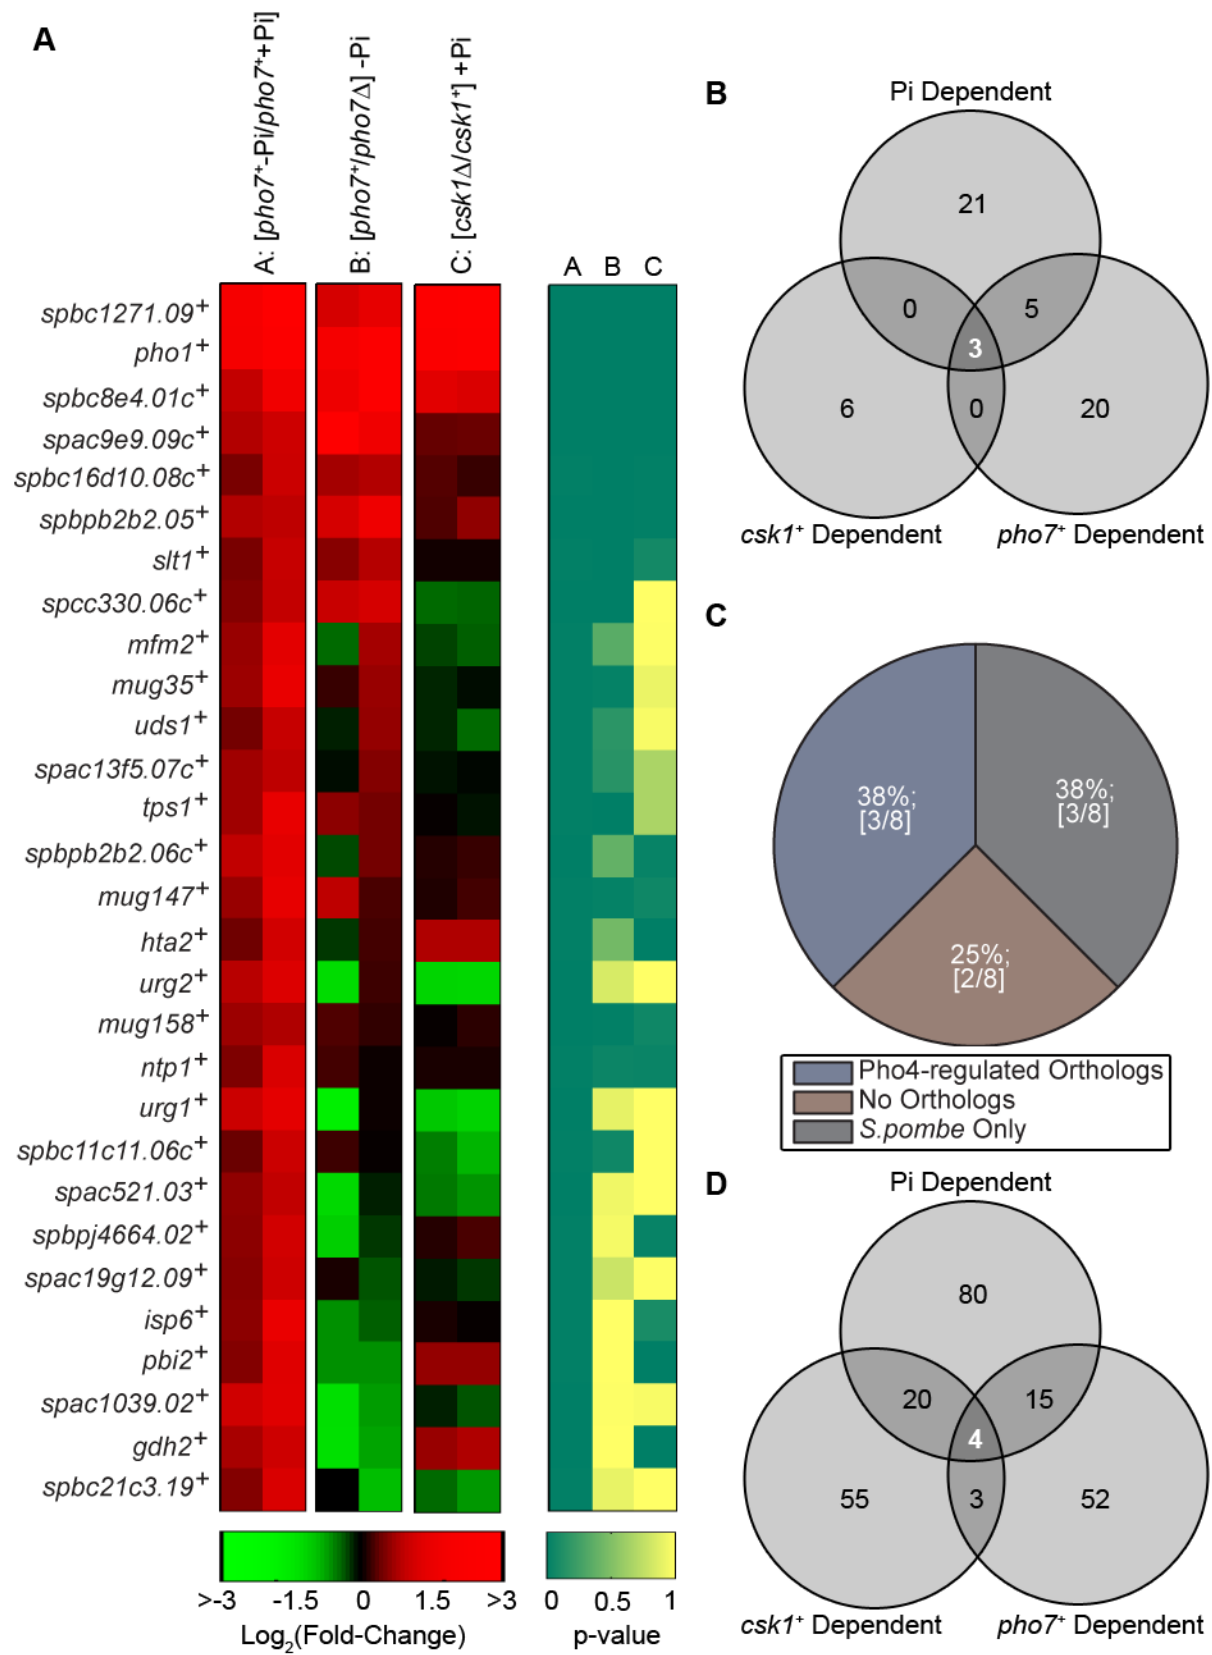 A
A: [pho7⁺-Pi/pho7⁺+Pi]
B: [pho7⁺/pho7Δ] -Pi
C: [csk1Δ/csk1⁺] +Pi
A B C
spbc1271.09⁺
pho1⁺
spbc8e4.01c⁺
spac9e9.09c⁺
spbc16d10.08c⁺
spbpb2b2.05⁺
slt1⁺
spcc330.06c⁺
mfm2⁺
mug35⁺
uds1⁺
spac13f5.07c⁺
tps1⁺
spbpb2b2.06c⁺
mug147⁺
hta2⁺
urg2⁺
mug158⁺
ntp1⁺
urg1⁺
spbc11c11.06c⁺
spac521.03⁺
spbpj4664.02⁺
spac19g12.09⁺
isp6⁺
pbi2⁺
spac1039.02⁺
gdh2⁺
spbc21c3.19⁺
>-3 -1.5 0 1.5 >3
Log₂(Fold-Change)
0 0.5 1
p-value
B
Pi Dependent
21
0 5
3
6 0 20
csk1⁺ Dependent pho7⁺ Dependent
C
38%;
[3/8]
38%;
[3/8]
25%;
[2/8]
Pho4-regulated Orthologs
No Orthologs
S.pombe Only
D
Pi Dependent
80
20 15
4
55 3 52
csk1⁺ Dependent pho7⁺ Dependent